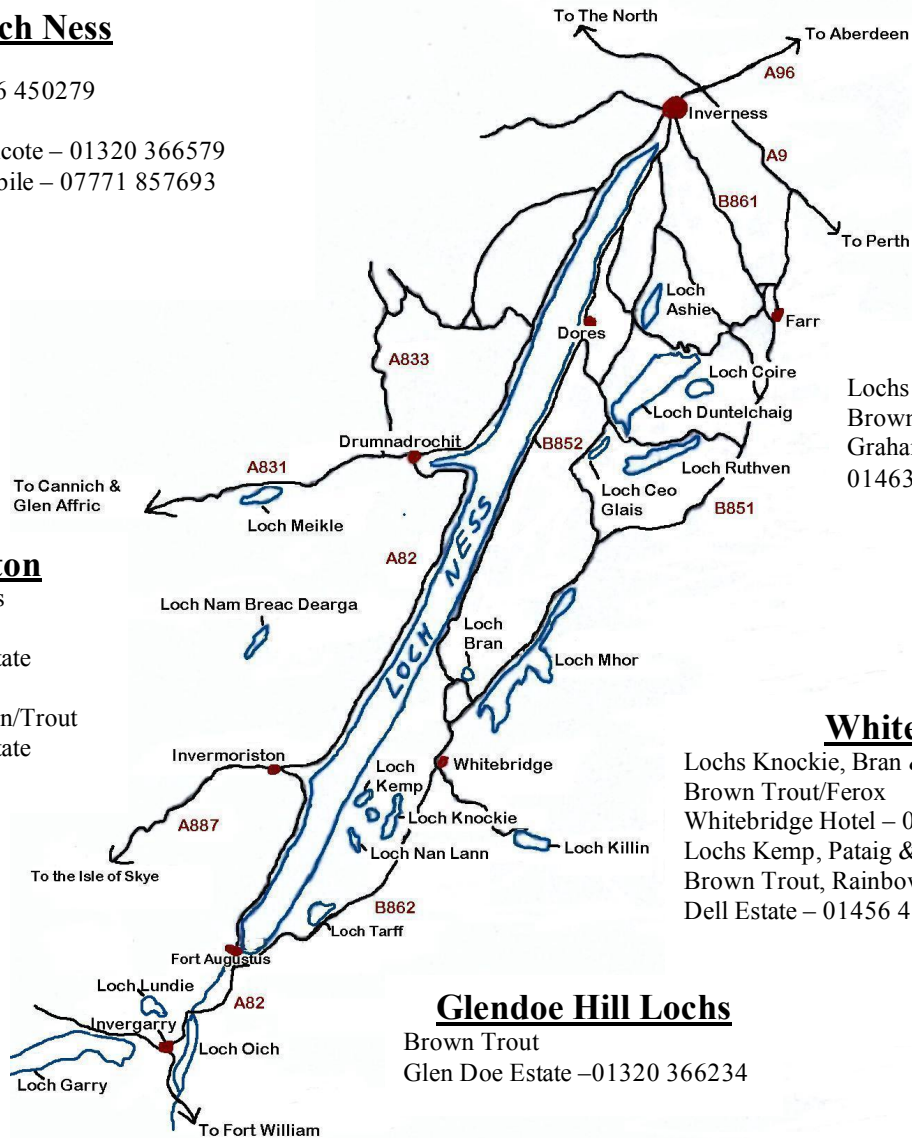 ch Ness
6 450279
cote – 01320 366579
bile – 07771 857693
To The North
To Aberdeen
A96
Inverness
A9
B861
To Perth
Loch
Ashie
Dores
Farr
A833
Loch Coire
Loch Duntelchaig
Lochs
Brown
Graha
01463
Drumnadrochit
B852
A831
Loch Ruthven
To Cannich &
Glen Affric
Loch Ceo
Glais
B851
Loch Meikle
LOCH NESS
A82
ton
s
tate
n/Trout
tate
Loch Nam Breac Dearga
Loch
Bran
Loch Mhor
Invermoriston
Whitebridge
Loch
Kemp
Loch Knockie
A887
Loch Nan Lann
Loch Killin
To the Isle of Skye
B862
Loch Tarff
White
Lochs Knockie, Bran &
Brown Trout/Ferox
Whitebridge Hotel – 0
Lochs Kemp, Pataig &
Brown Trout, Rainbow
Dell Estate – 01456 4
Fort Augustus
Loch Lundie
A82
Invergarry
Loch Oich
Loch Garry
To Fort William
Glendoe Hill Lochs
Brown Trout
Glen Doe Estate –01320 366234